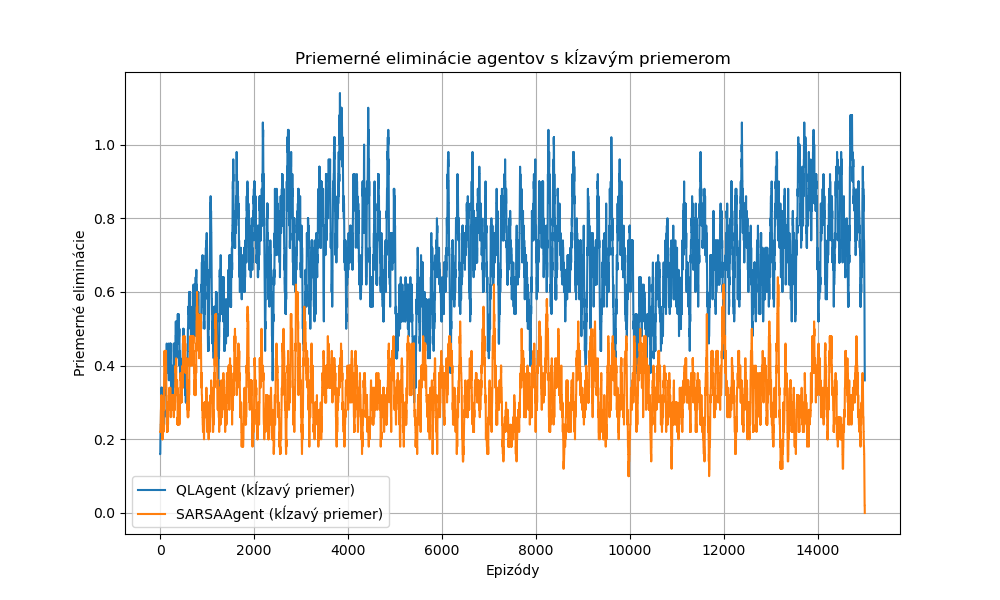 Priemerné eliminácie agentov s kĺzavým priemerom
Priemerné eliminácie
1.0
0.8
0.6
0.4
0.2
0.0
QLAgent (kĺzavý priemer)
SARSAAgent (kĺzavý priemer)
0 2000 4000 6000 8000 10000 12000 14000
Epizódy